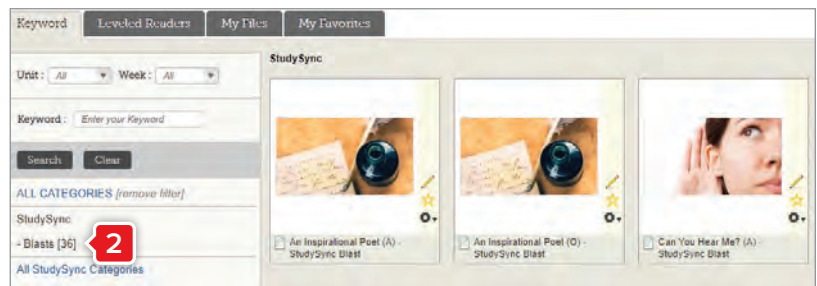 Keyword Leveled Readers My Files My Favorites
Unit : All Week : All
Keyword : Enter your Keyword
Search Clear
ALL CATEGORIES [remove filter]
StudySync
- Blasts [36] 2
All StudySync Categories
StudySync
An Inspirational Poet (A) -
StudySync Blast
An Inspirational Poet (O) -
StudySync Blast
Can You Hear Me? (A) -
StudySync Blast